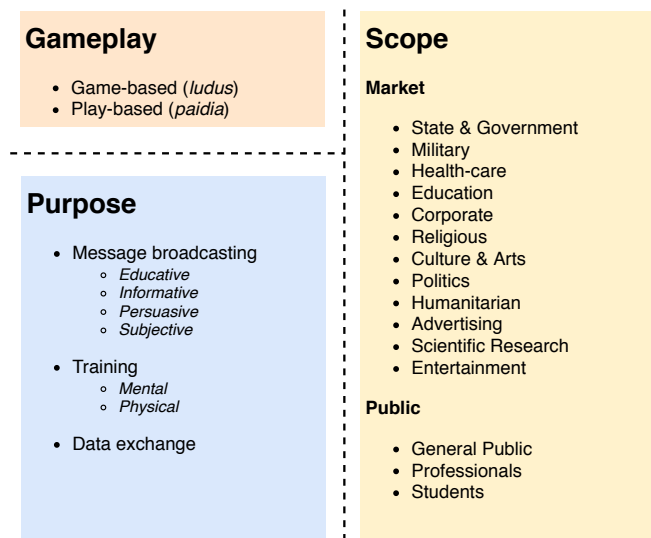 Gameplay
Game-based (ludus)
Play-based (paidia)
Purpose
Message broadcasting
Educative
Informative
Persuasive
Subjective
Training
Mental
Physical
Data exchange
Scope
Market
State & Government
Military
Health-care
Education
Corporate
Religious
Culture & Arts
Politics
Humanitarian
Advertising
Scientific Research
Entertainment
Public
General Public
Professionals
Students